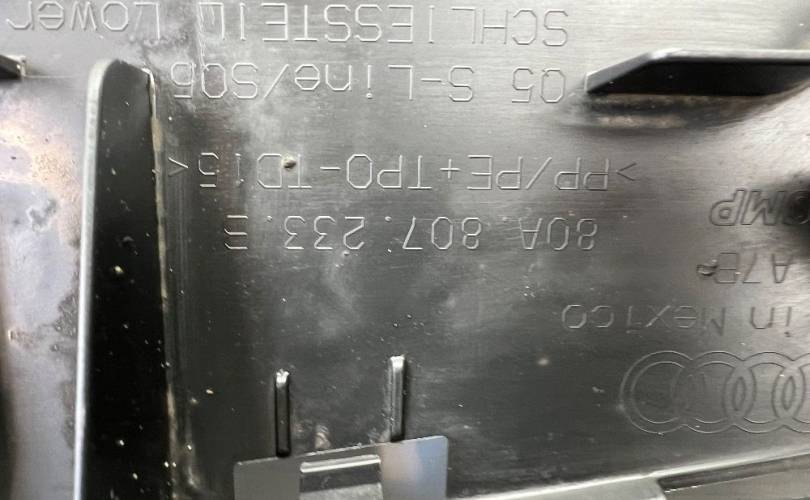 in Mexico
80A.807.233.E
>PP/PE+TPO-TD15<
Q5 S-Line/SQ5
SCHLIESSTEIL Lower